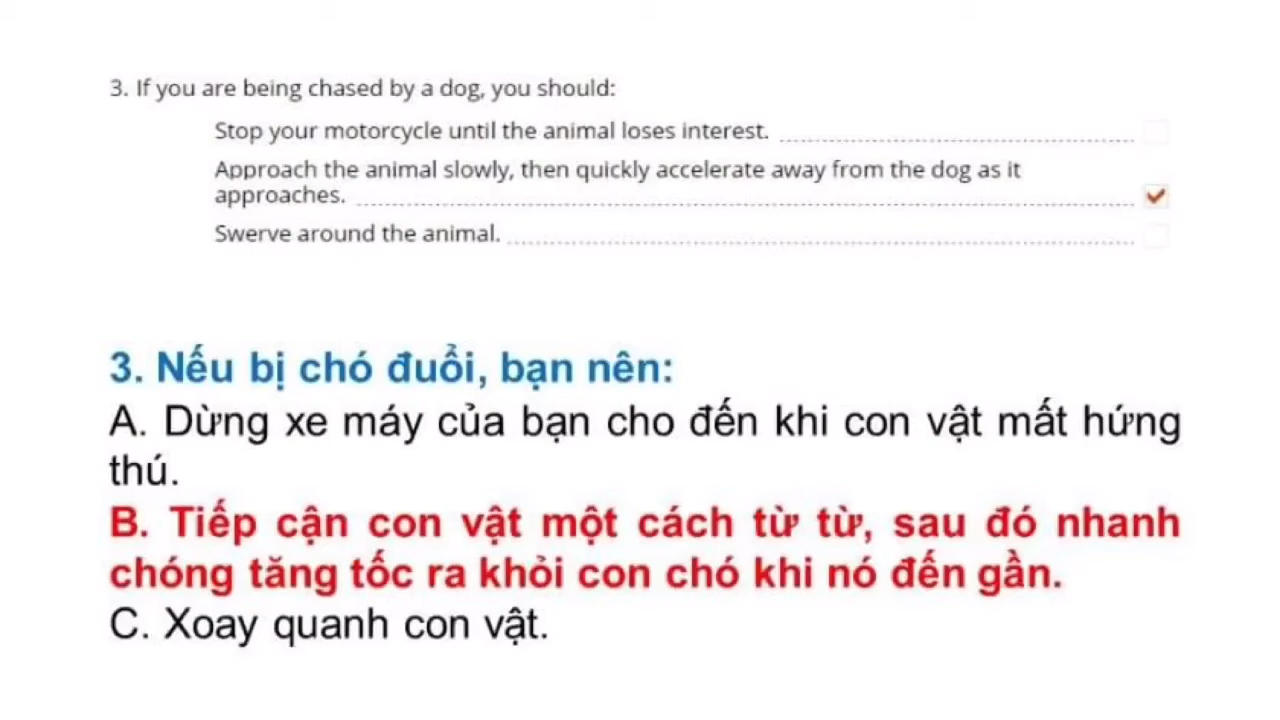 3. If you are being chased by a dog, you should:
Stop your motorcycle until the animal loses interest.
Approach the animal slowly, then quickly accelerate away from the dog as it
approaches.
Swerve around the animal.
3. Nếu bị chó đuổi, bạn nên:
A. Dừng xe máy của bạn cho đến khi con vật mất hứng
thú.
B. Tiếp cận con vật một cách từ từ, sau đó nhanh
chóng tăng tốc ra khỏi con chó khi nó đến gần.
C. Xoay quanh con vật.